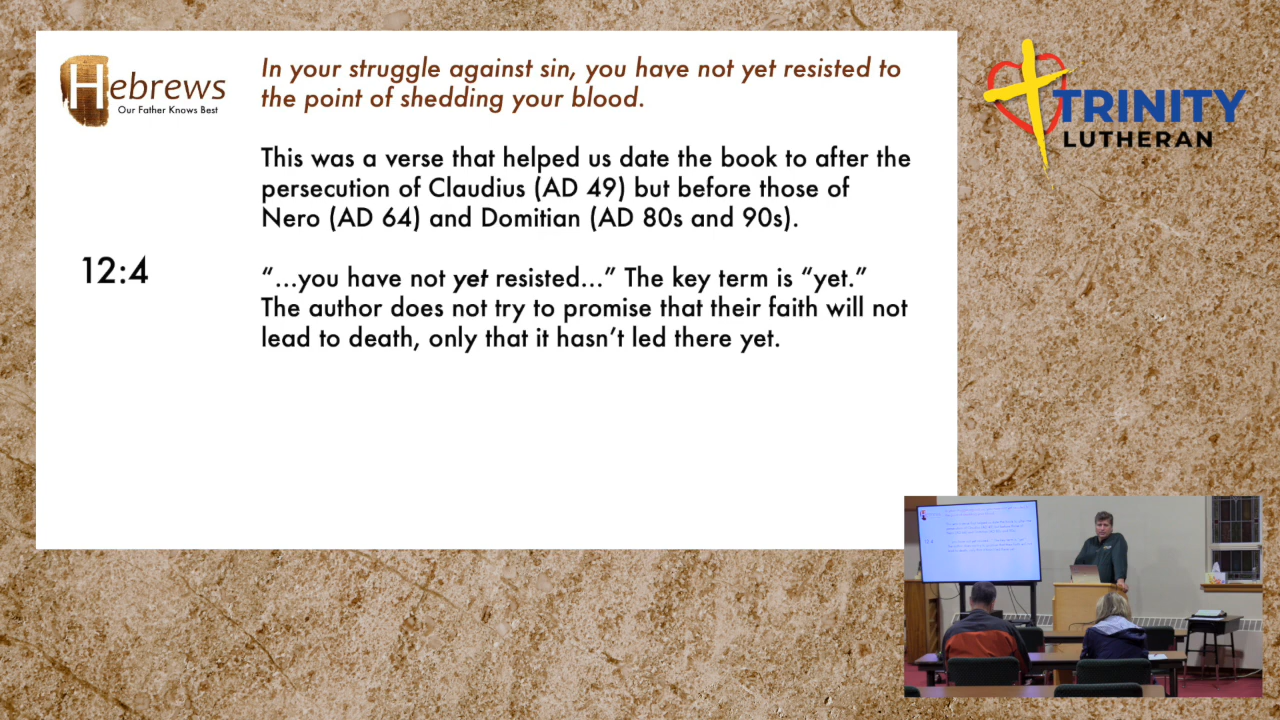 Hebrews
Our Father Knows Best
In your struggle against sin, you have not yet resisted to
the point of shedding your blood.
TRINITY
LUTHERAN
This was a verse that helped us date the book to after the
persecution of Claudius (AD 49) but before those of
Nero (AD 64) and Domitian (AD 80s and 90s).
12:4
“...you have not yet resisted...” The key term is “yet.”
The author does not try to promise that their faith will not
lead to death, only that it hasn’t led there yet.
12:4